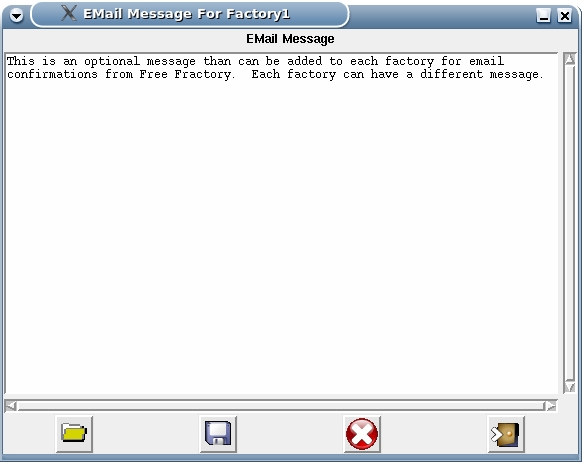 EMail Message For Factory1
EMail Message
This is an optional message than can be added to each factory for email
confirmations from Free Fractory.  Each factory can have a different message.